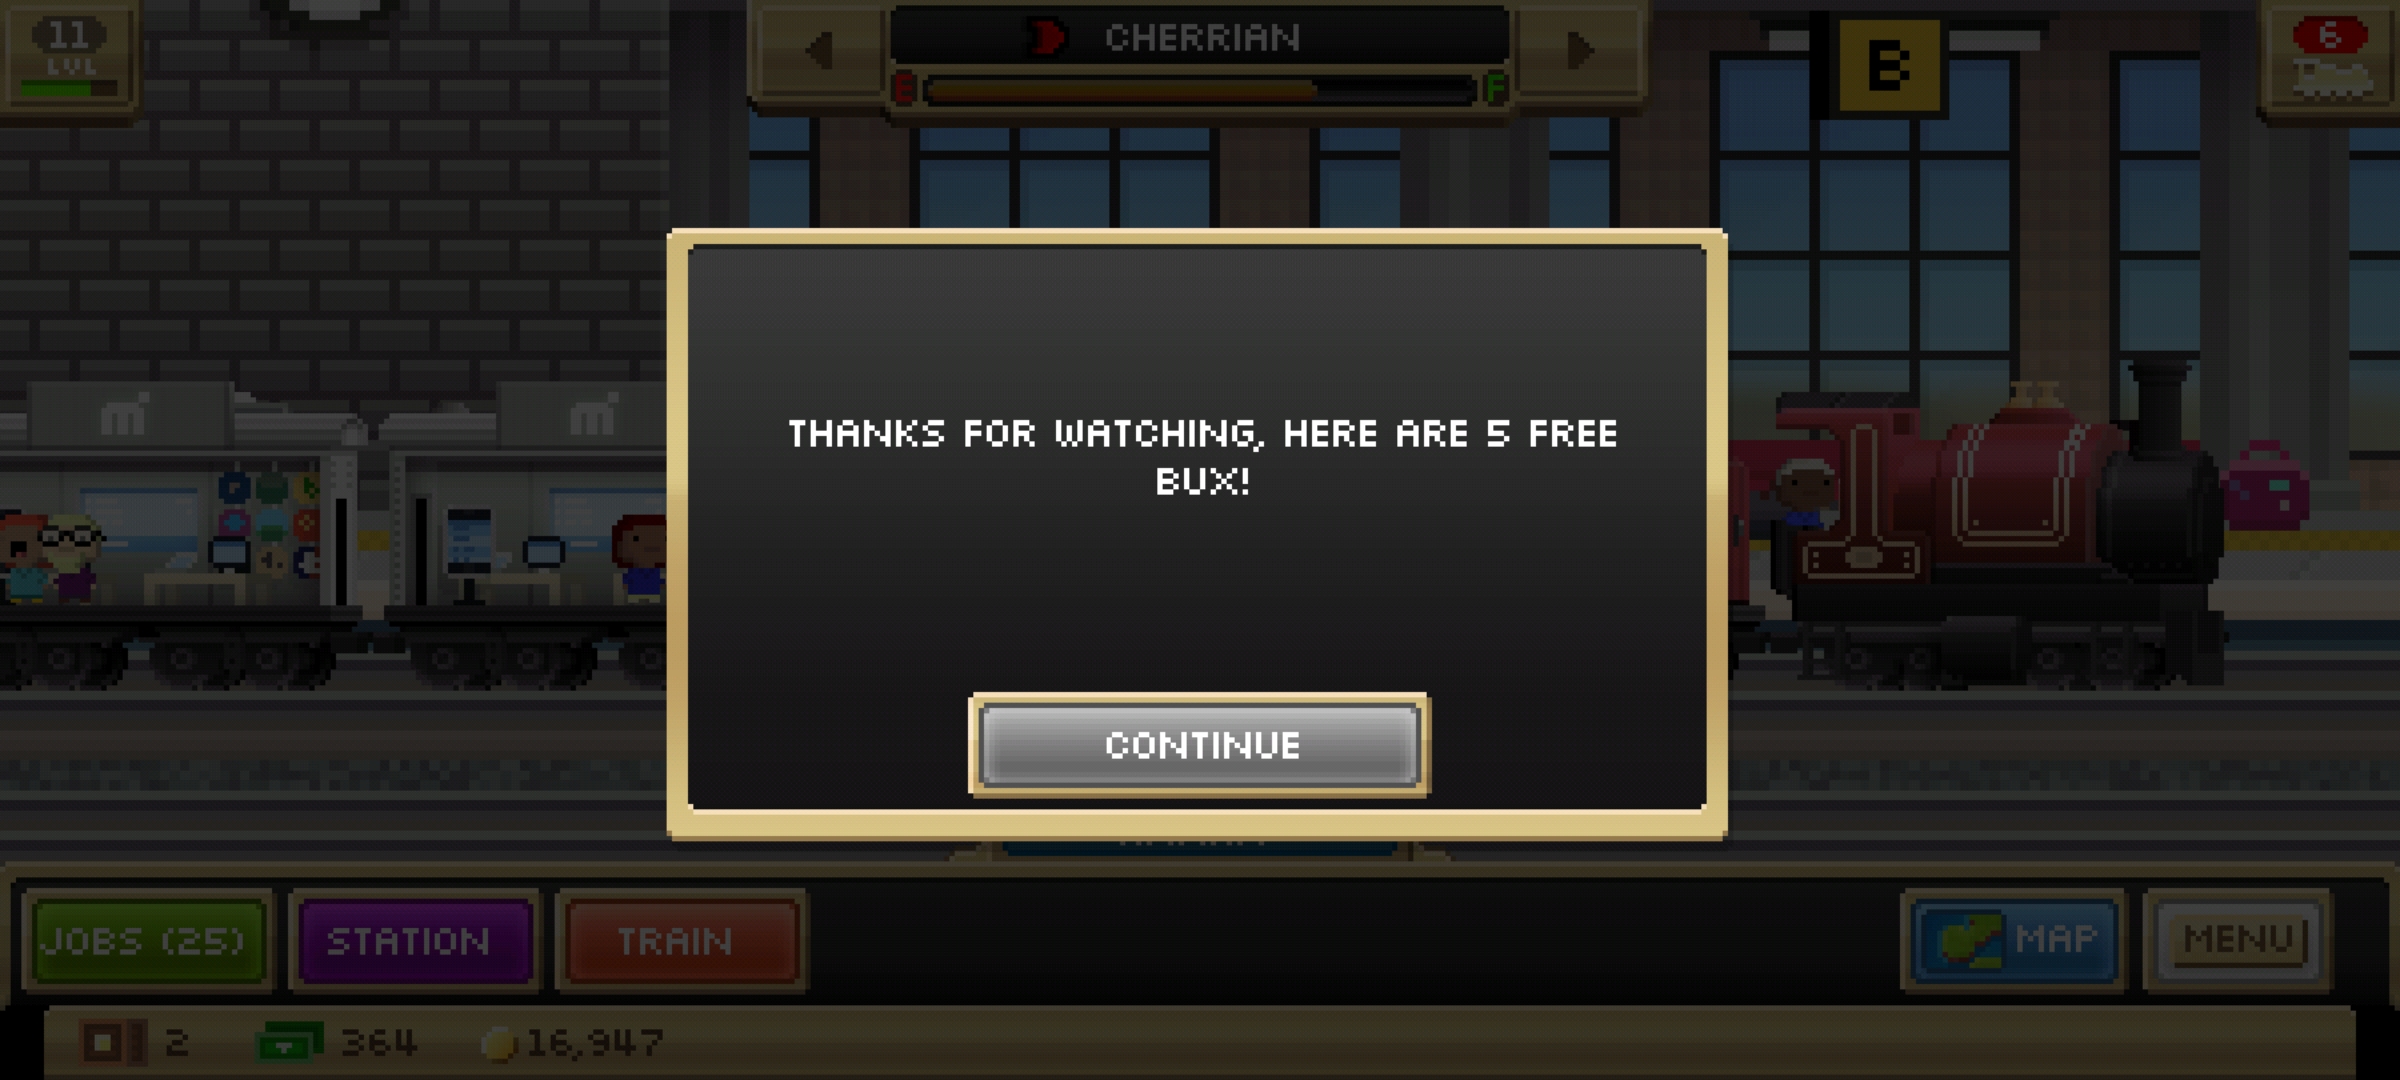 11
LVL
CHERRIAN
E
F
B
6
THANKS FOR WATCHING, HERE ARE 5 FREE
BUX!
CONTINUE
JOBS (25)
STATION
TRAIN
MAP
MENU
2
364
16,947